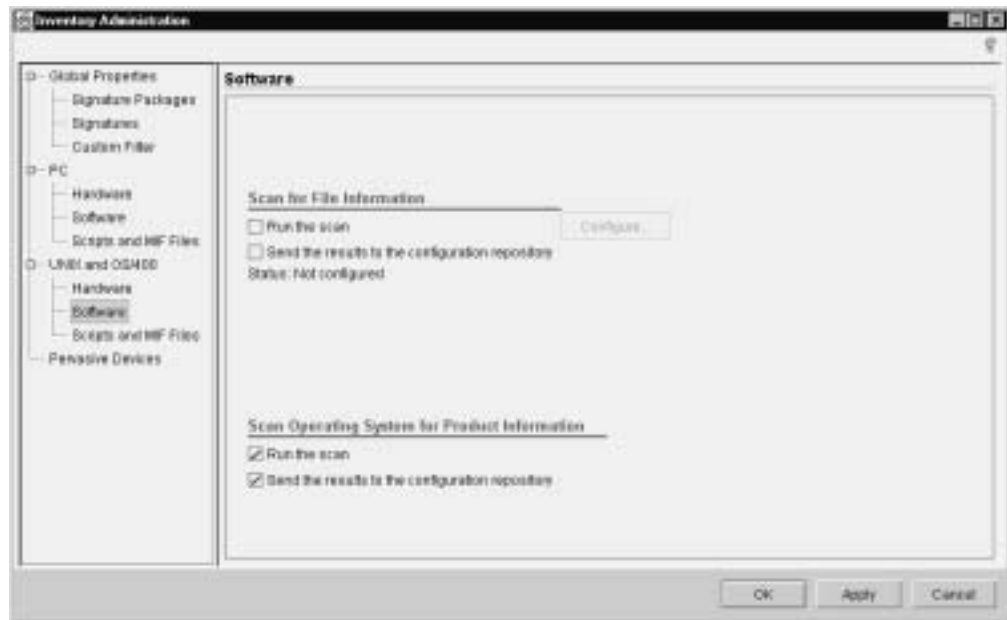 Inventory Administration
Global Properties
Signature Packages
Signatures
Custom Filter
PC
Hardware
Software
Scripts and MIF Files
UNIX and OS/400
Hardware
Software
Scripts and MIF Files
Pervasive Devices
Software
Scan for File Information
Run the scan
Configure...
Send the results to the configuration repository
Status: Not configured
Scan Operating System for Product Information
Run the scan
Send the results to the configuration repository
OK
Apply
Cancel